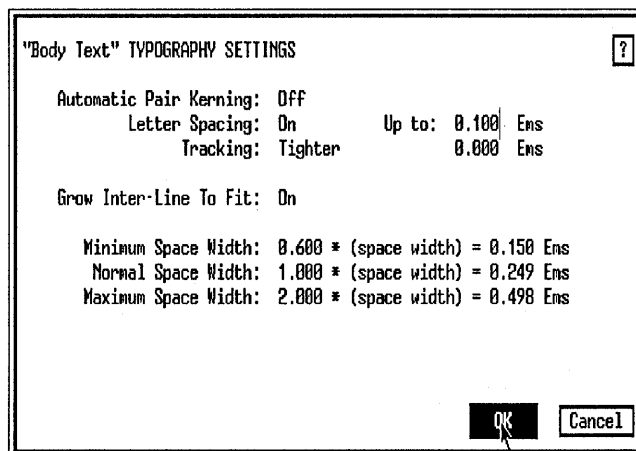 "Body Text" TYPOGRAPHY SETTINGS ?
Automatic Pair Kerning: Off
Letter Spacing: On Up to: 0.100 Ems
Tracking: Tighter 0.000 Ems
Grow Inter-Line To Fit: On
Minimum Space Width: 0.600 * (space width) = 0.150 Ems
Normal Space Width: 1.000 * (space width) = 0.249 Ems
Maximum Space Width: 2.000 * (space width) = 0.498 Ems
OK Cancel